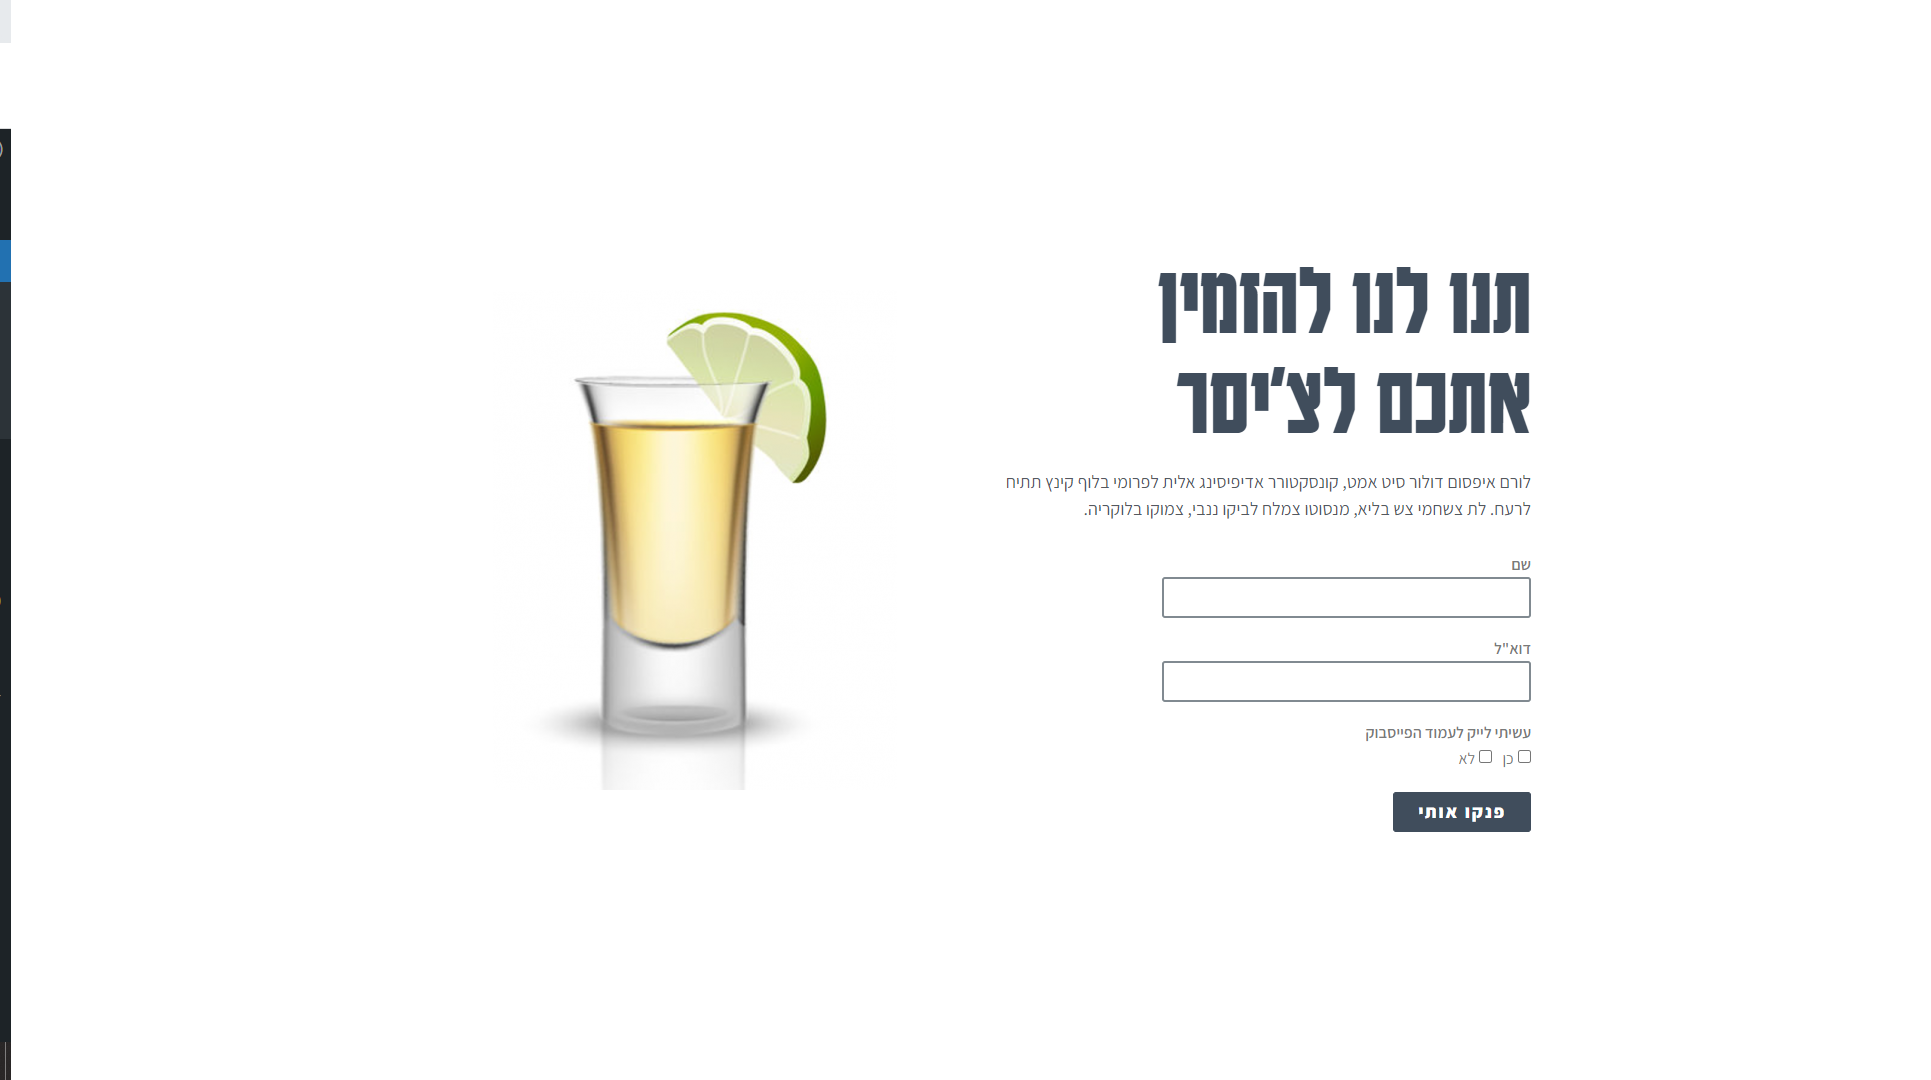 תנו לנו להזמין
אתכם לצ'יסר
לורם איפסום דולור סיט אמט, קונסקטורר אדיפיסינג אלית לפרומי בלוף קינץ תתיח
לרעח. לת צשחמי צש בליא, מנסוטו צמלח לביקו ננבי, צמוקו בלוקריה.
שם
דוא"ל
עשיתי לייק לעמוד הפייסבוק
כן לא
פנקו אותי